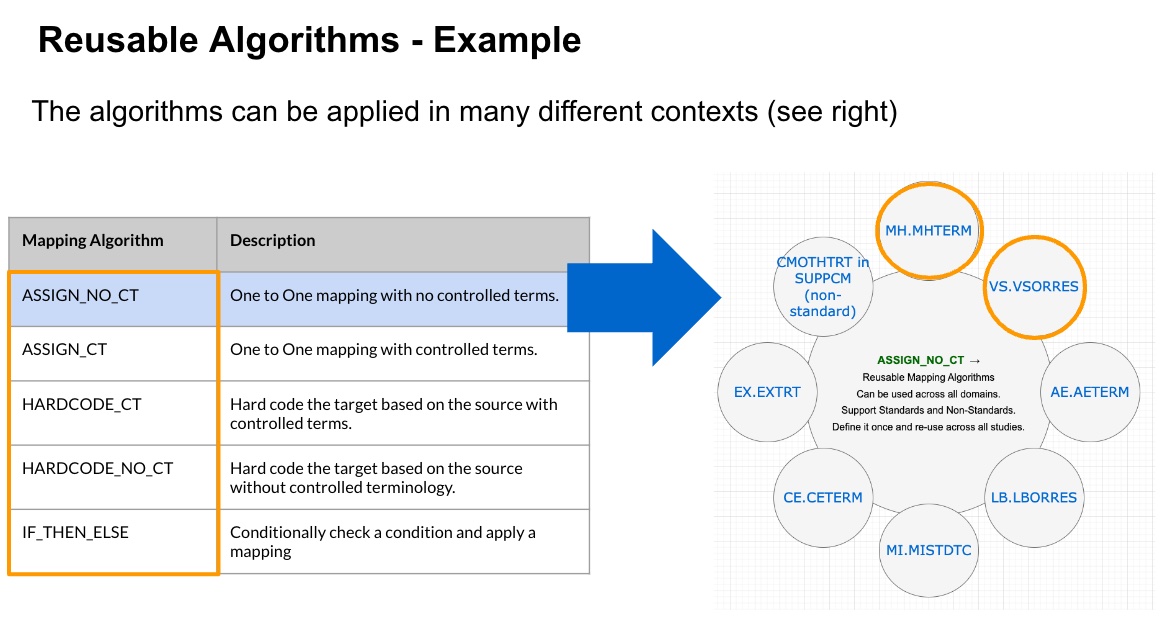 Reusable Algorithms - Example
The algorithms can be applied in many different contexts (see right)
Mapping Algorithm Description
ASSIGN_NO_CT One to One mapping with no controlled terms.
ASSIGN_CT One to One mapping with controlled terms.
HARDCODE_CT Hard code the target based on the source with
controlled terms.
HARDCODE_NO_CT Hard code the target based on the source
without controlled terminology.
IF_THEN_ELSE Conditionally check a condition and apply a
mapping
MH.MHTERM
CMOTHTRT in
SUPPCM
(non-
standard)
VS.VSORRES
EX.EXTRT
ASSIGN_NO_CT →
Reusable Mapping Algorithms
Can be used across all domains.
Support Standards and Non-Standards.
Define it once and re-use across all studies.
AE.AETERM
CE.CETERM
LB.LBORRES
MI.MISTDTC